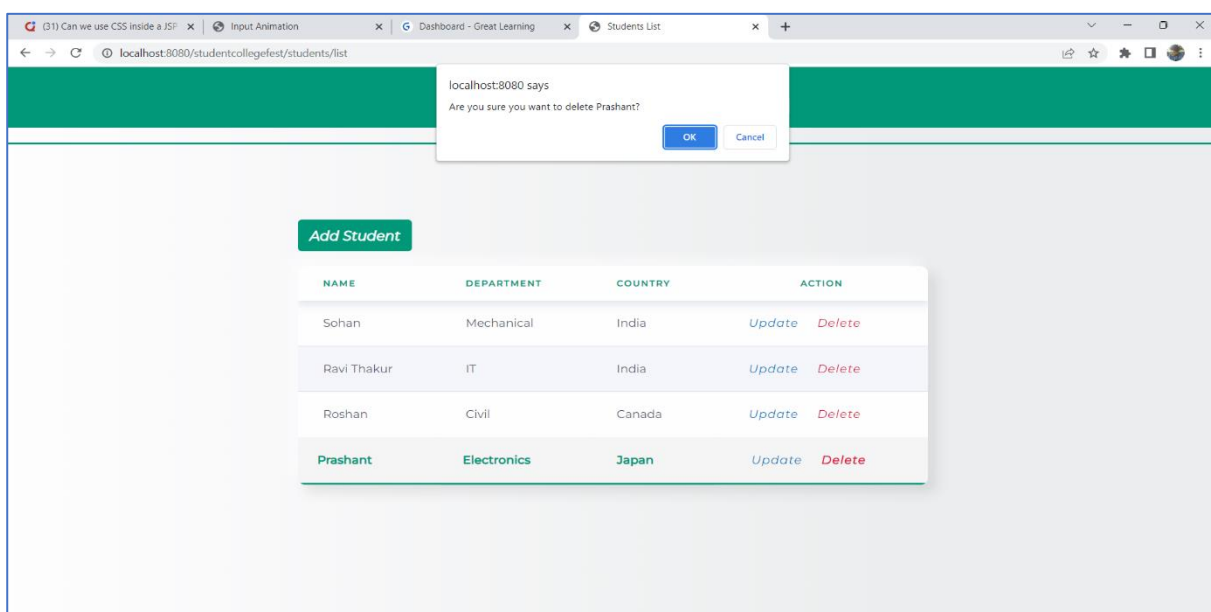 (31) Can we use CSS inside a JSP
Input Animation
Dashboard - Great Learning
Students List
localhost:8080/studentcollegefest/students/list
localhost:8080 says
Are you sure you want to delete Prashant?
OK Cancel
Add Student
NAME DEPARTMENT COUNTRY ACTION
Sohan Mechanical India Update Delete
Ravi Thakur IT India Update Delete
Roshan Civil Canada Update Delete
Prashant Electronics Japan Update Delete